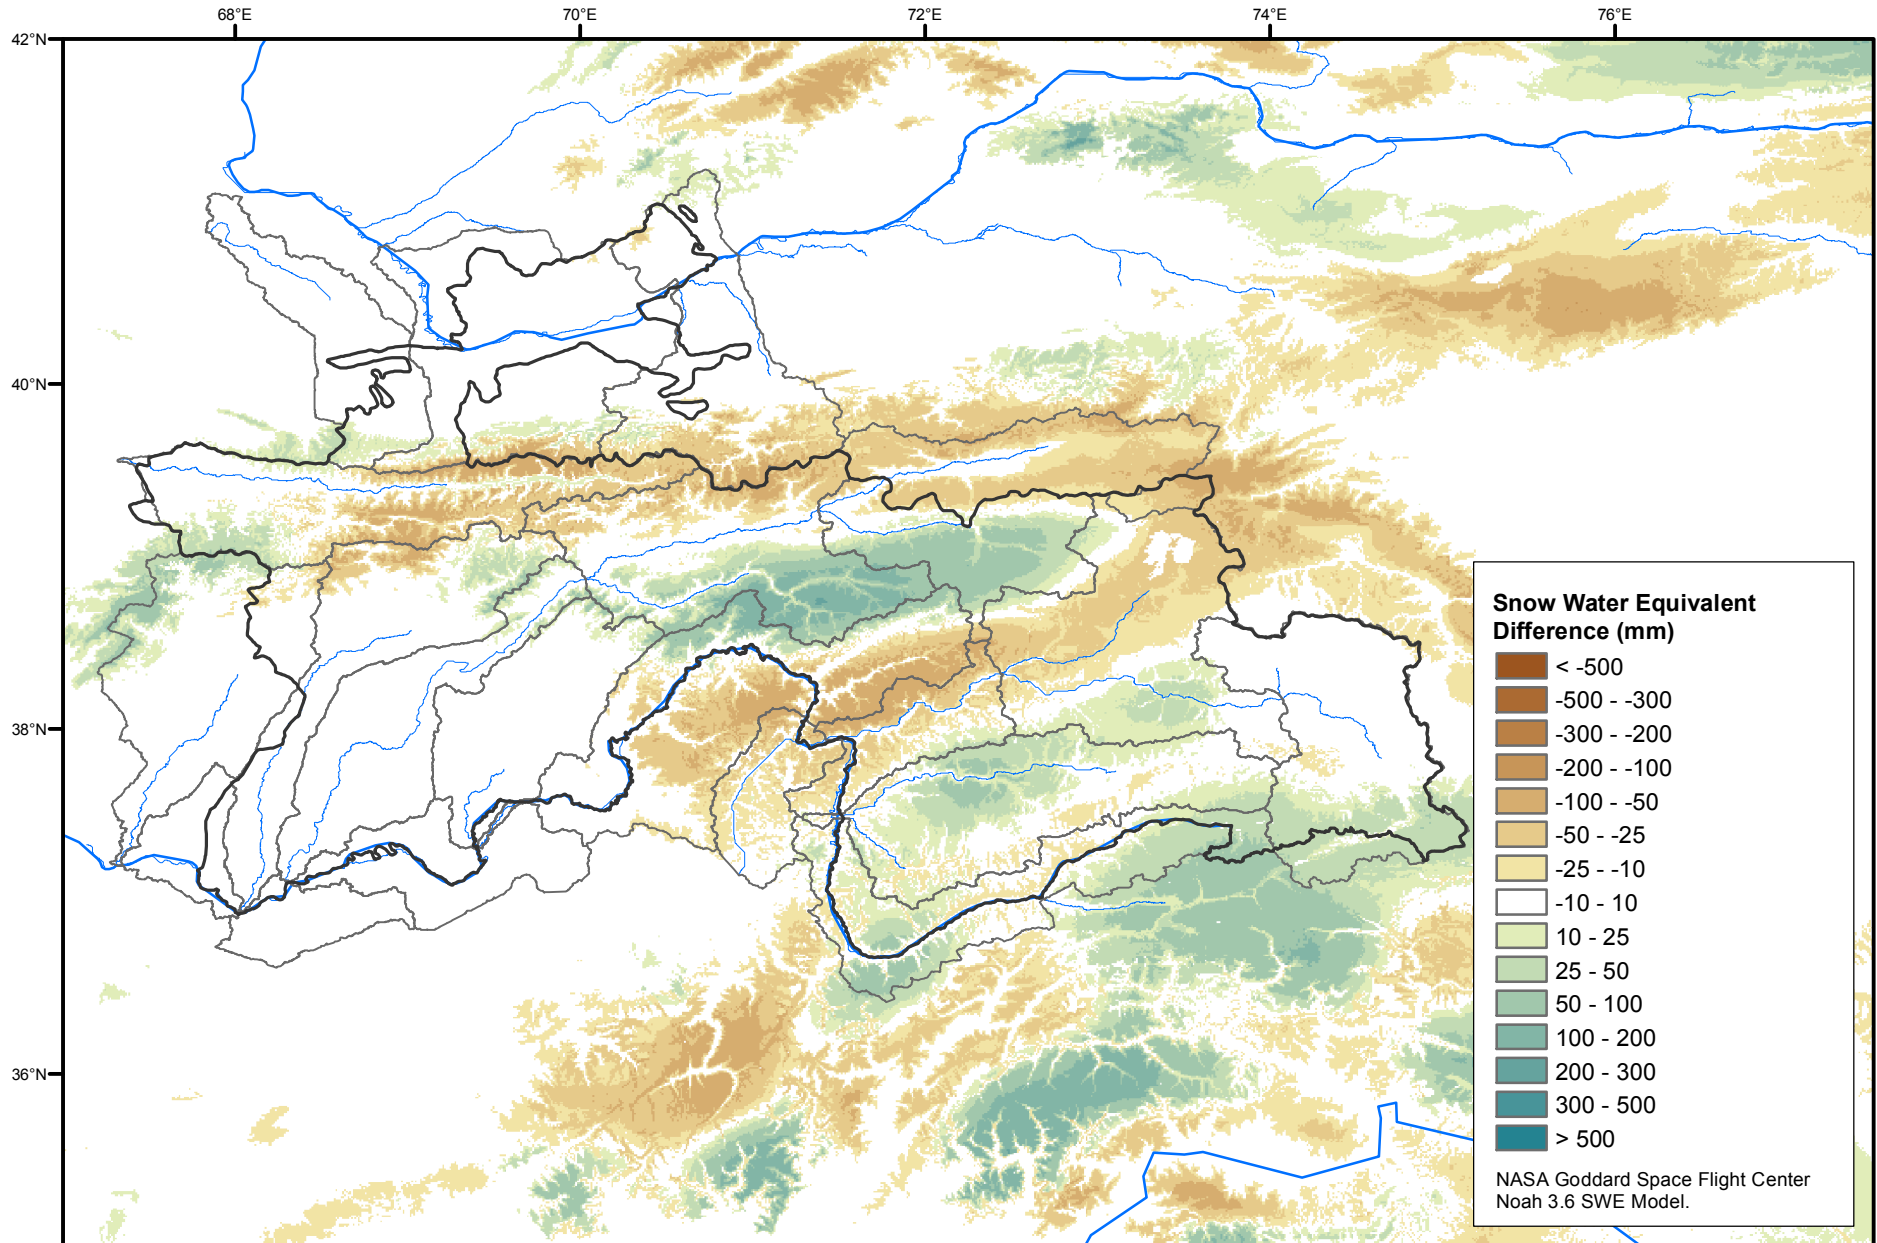 68°E 70°E 72°E 74°E 76°E
42°N
40°N
38°N
36°N
Snow Water Equivalent
Difference (mm)
< -500
-500 - -300
-300 - -200
-200 - -100
-100 - -50
-50 - -25
-25 - -10
-10 - 10
10 - 25
25 - 50
50 - 100
100 - 200
200 - 300
300 - 500
> 500
NASA Goddard Space Flight Center
Noah 3.6 SWE Model.